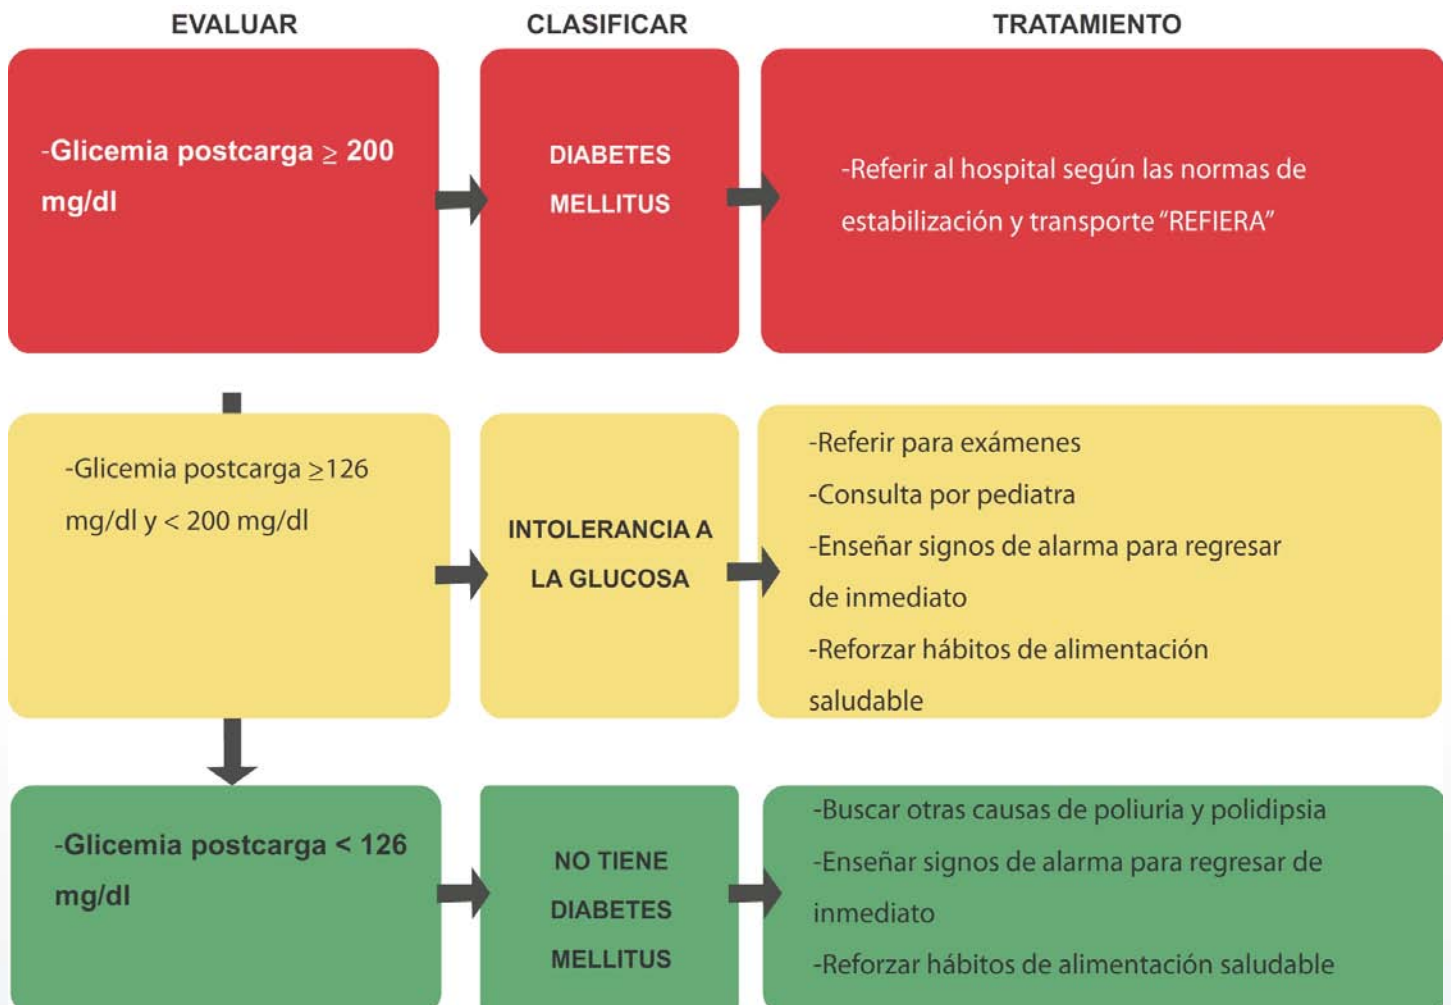 EVALUAR
CLASIFICAR
TRATAMIENTO
-Glicemia postcarga ≥ 200
mg/dl
DIABETES
MELLITUS
-Referir al hospital según las normas de
estabilización y transporte “REFIERA”
-Glicemia postcarga ≥126
mg/dl y < 200 mg/dl
INTOLERANCIA A
LA GLUCOSA
-Referir para exámenes
-Consulta por pediatra
-Enseñar signos de alarma para regresar
de inmediato
-Reforzar hábitos de alimentación
saludable
-Glicemia postcarga < 126
mg/dl
NO TIENE
DIABETES
MELLITUS
-Buscar otras causas de poliuria y polidipsia
-Enseñar signos de alarma para regresar de
inmediato
-Reforzar hábitos de alimentación saludable